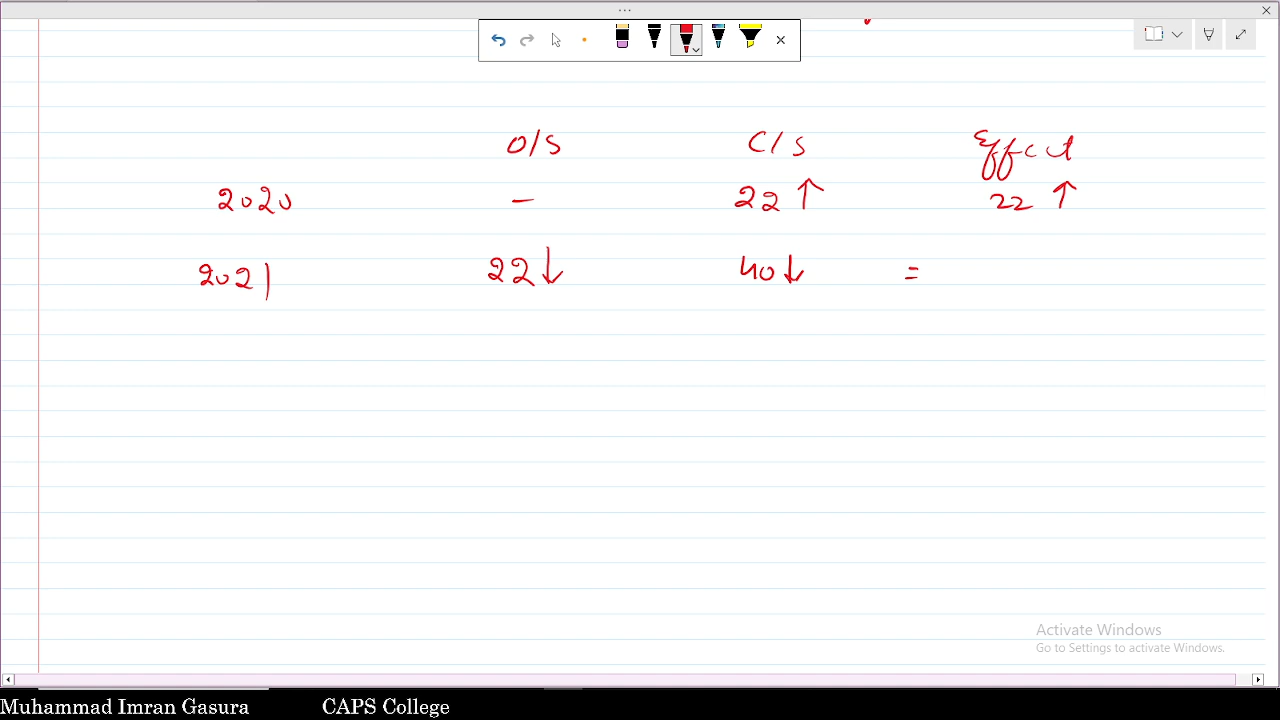 O/S C/S Effect
2020 - 22 ↑ 22 ↑
2021 22 ↓ 40 ↓ =
Activate Windows
Go to Settings to activate Windows.
Muhammad Imran Gasura CAPS College